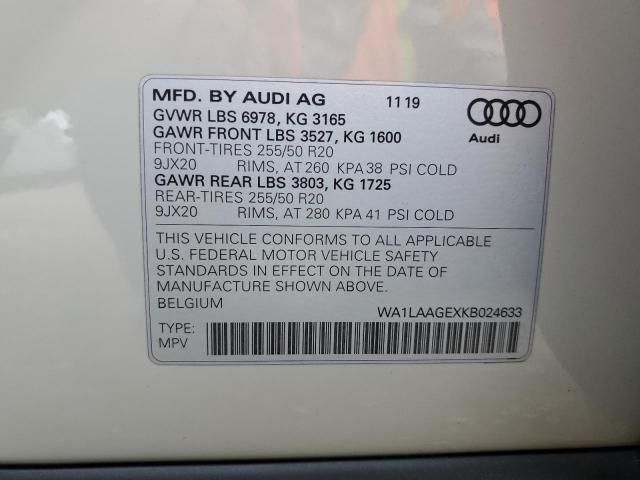 MFD. BY AUDI AG 11 19
GVWR LBS 6978, KG 3165
GAWR FRONT LBS 3527, KG 1600
FRONT-TIRES 255/50 R20
9JX20 RIMS, AT 260 KPA 38 PSI COLD
GAWR REAR LBS 3803, KG 1725
REAR-TIRES 255/50 R20
9JX20 RIMS, AT 280 KPA 41 PSI COLD
Audi
THIS VEHICLE CONFORMS TO ALL APPLICABLE
U.S. FEDERAL MOTOR VEHICLE SAFETY
STANDARDS IN EFFECT ON THE DATE OF
MANUFACTURE SHOWN ABOVE.
BELGIUM
WA1LAAGEXKB024633
TYPE:
MPV